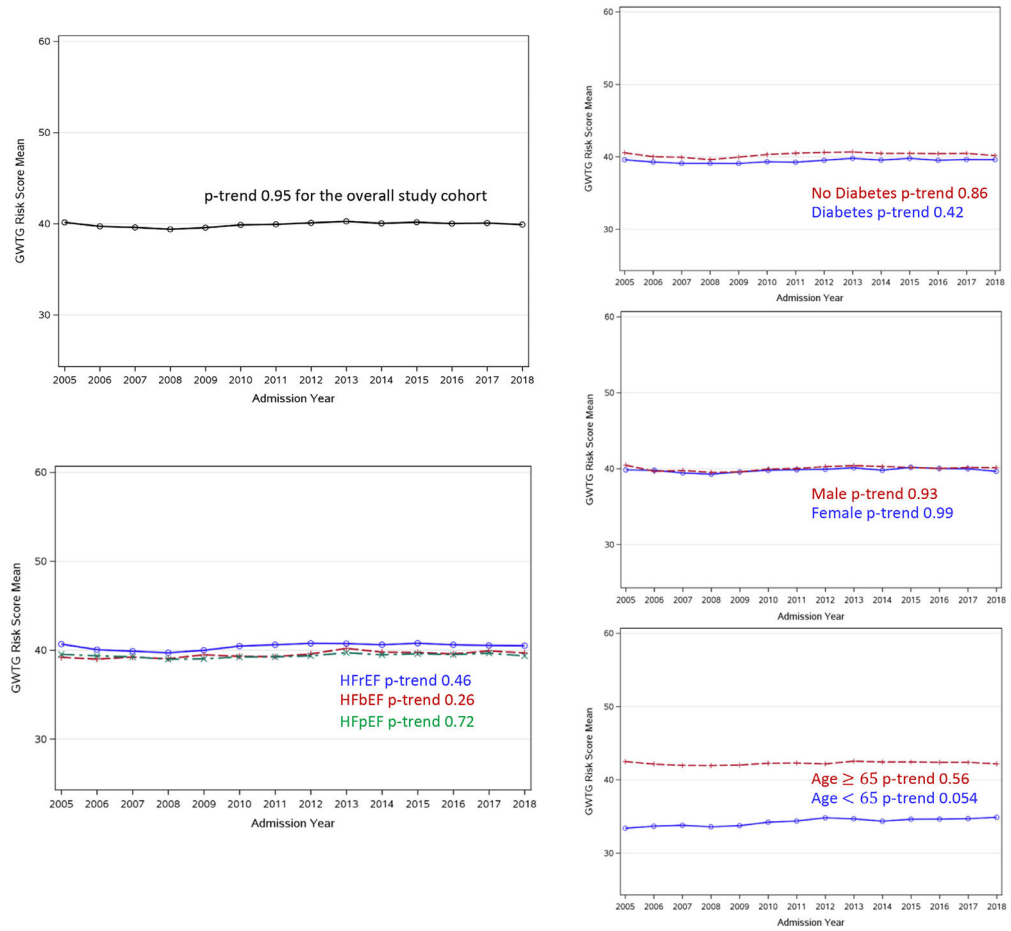 60
50
40
30
GWTG Risk Score Mean
p-trend 0.95 for the overall study cohort
2005 2006 2007 2008 2009 2010 2011 2012 2013 2014 2015 2016 2017 2018
Admission Year
60
50
40
30
GWTG Risk Score Mean
HFrEF p-trend 0.46
HFbEF p-trend 0.26
HFpEF p-trend 0.72
2005 2006 2007 2008 2009 2010 2011 2012 2013 2014 2015 2016 2017 2018
Admission Year
60
50
40
30
GWTG Risk Score Mean
No Diabetes p-trend 0.86
Diabetes p-trend 0.42
2005 2006 2007 2008 2009 2010 2011 2012 2013 2014 2015 2016 2017 2018
Admission Year
60
50
40
30
GWTG Risk Score Mean
Male p-trend 0.93
Female p-trend 0.99
2005 2006 2007 2008 2009 2010 2011 2012 2013 2014 2015 2016 2017 2018
Admission Year
60
50
40
30
GWTG Risk Score Mean
Age ≥ 65 p-trend 0.56
Age < 65 p-trend 0.054
2005 2006 2007 2008 2009 2010 2011 2012 2013 2014 2015 2016 2017 2018
Admission Year